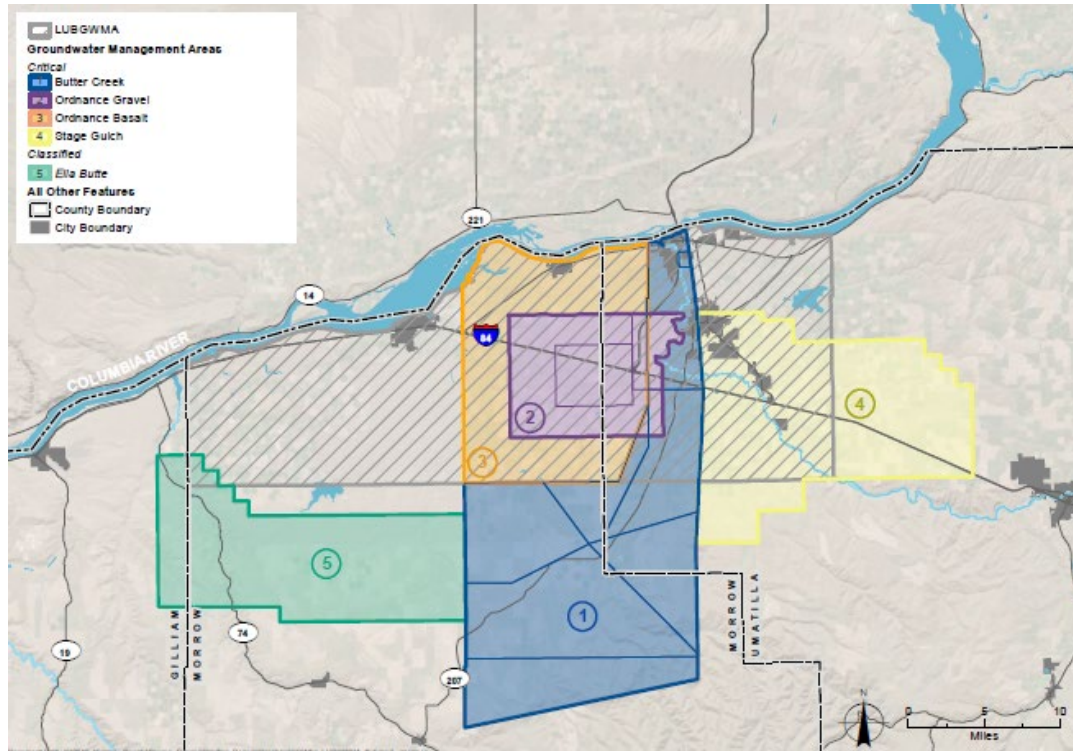 LUBGWMA
Groundwater Management Areas
Critical
Butter Creek
Ordnance Gravel
3 Ordnance Basalt
4 Stage Gulch
Classified
5 Ella Butte
All Other Features
County Boundary
City Boundary
221
14
84
COLUMBIA RIVER
2
4
3
5
1
GILLIAM
MORROW
MORROW
UMATILLA
74
19
207
N
0 5 10
Miles